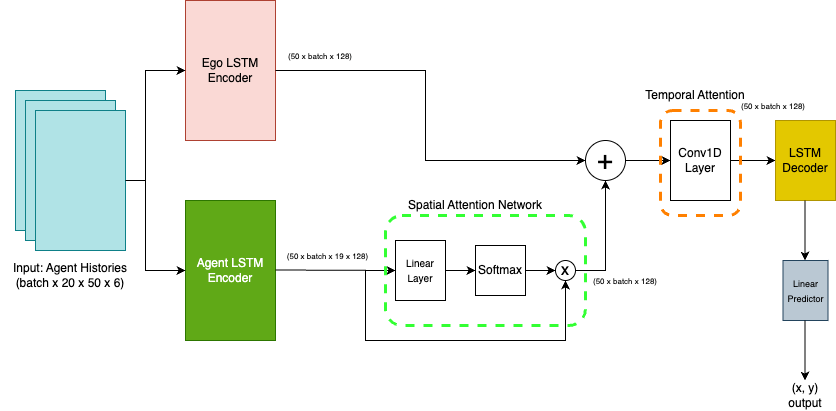 Ego LSTM
Encoder
(50 x batch x 128)
Temporal Attention
(50 x batch x 128)
Conv1D
Layer
LSTM
Decoder
+
Input: Agent Histories
(batch x 20 x 50 x 6)
Agent LSTM
Encoder
(50 x batch x 19 x 128)
Spatial Attention Network
Linear
Layer
Softmax
X
(50 x batch x 128)
Linear
Predictor
(x, y)
output